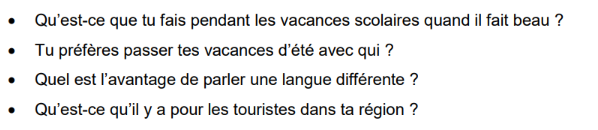 • Qu’est-ce que tu fais pendant les vacances scolaires quand il fait beau ?
• Tu préfères passer tes vacances d’été avec qui ?
• Quel est l’avantage de parler une langue différente ?
• Qu’est-ce qu’il y a pour les touristes dans ta région ?